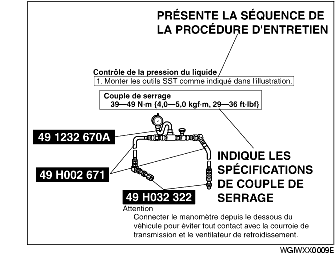 PRÉSENTE LA SÉQUENCE DE
LA PROCÉDURE D'ENTRETIEN
Contrôle de la pression du liquide
1. Monter les outils SST comme indiqué dans l'illustration.
Couple de serrage
39—49 N·m {4,0—5,0 kgf·m, 29—36 ft·lbf}
49 1232 670A
49 H002 671
49 H032 322
INDIQUE LES
SPÉCIFICATIONS
DE COUPLE DE
SERRAGE
Attention
Connecter le manomètre depuis le dessous du
véhicule pour éviter tout contact avec la courroie de
transmission et le ventilateur de retroidissement.
WGIWXX0009E